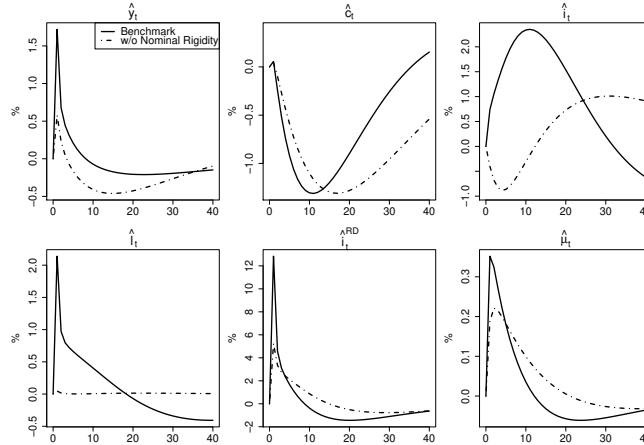 ŷt
ĉt
ît
Benchmark
w/o Nominal Rigidity
%
%
%
−0.5 0.0 0.5 1.0 1.5
−1.0 −0.5 0.0
−1.0 0.0 0.5 1.0 1.5 2.0
0 10 20 30 40
0 10 20 30 40
0 10 20 30 40
l̂t
îtRD
μ̂t
%
%
%
−0.5 0.0 0.5 1.0 1.5 2.0
−2 0 2 4 6 8 10 12
0.0 0.1 0.2 0.3
0 10 20 30 40
0 10 20 30 40
0 10 20 30 40